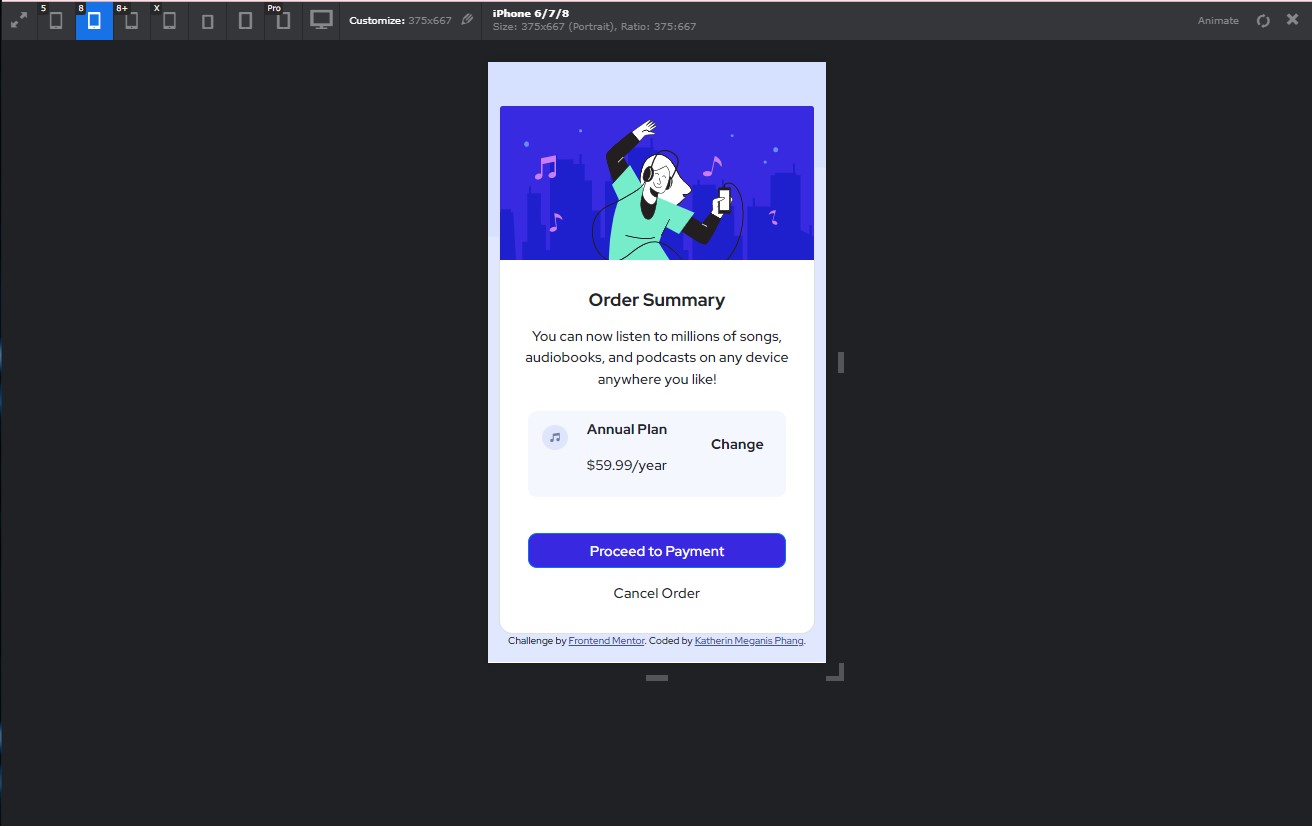 5 8 8+ X Pro Customize: 375x667 iPhone 6/7/8 Animate
Size: 375x667 (Portrait), Ratio: 375:667
Order Summary
You can now listen to millions of songs,
audiobooks, and podcasts on any device
anywhere you like!
Annual Plan
Change
$59.99/year
Proceed to Payment
Cancel Order
Challenge by Frontend Mentor. Coded by Katherin Meganis Phang.